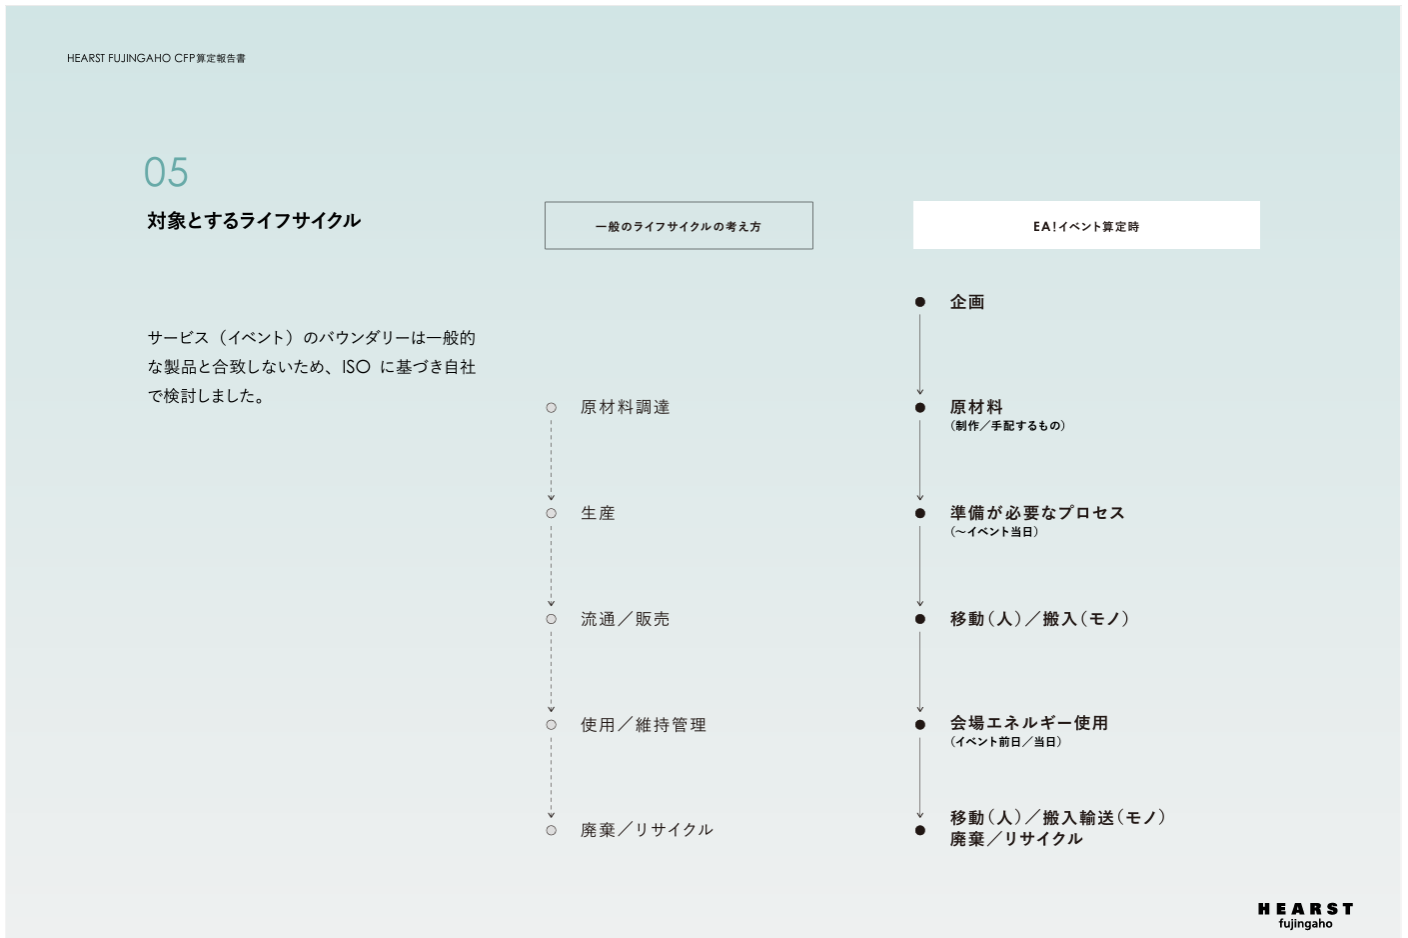 HEARST FUJINGAHO CFP算定報告書
05
対象とするライフサイクル
サービス（イベント）のバウンダリーは一般的
な製品と合致しないため、ISO に基づき自社
で検討しました。
一般のライフサイクルの考え方
原材料調達
生産
流通／販売
使用／維持管理
廃棄／リサイクル
EA！イベント算定時
企画
原材料
（制作／手配するもの）
準備が必要なプロセス
（〜イベント当日）
移動（人）／搬入（モノ）
会場エネルギー使用
（イベント前日／当日）
移動（人）／搬入輸送（モノ）
廃棄／リサイクル
HEARST
fujingaho